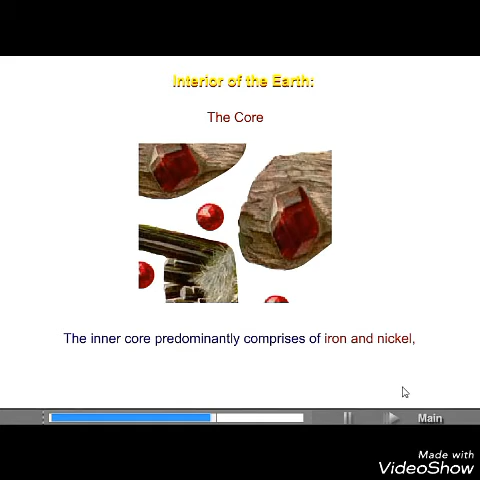 Interior of the Earth:
The Core
The inner core predominantly comprises of iron and nickel,
Main
Made with
VideoShow